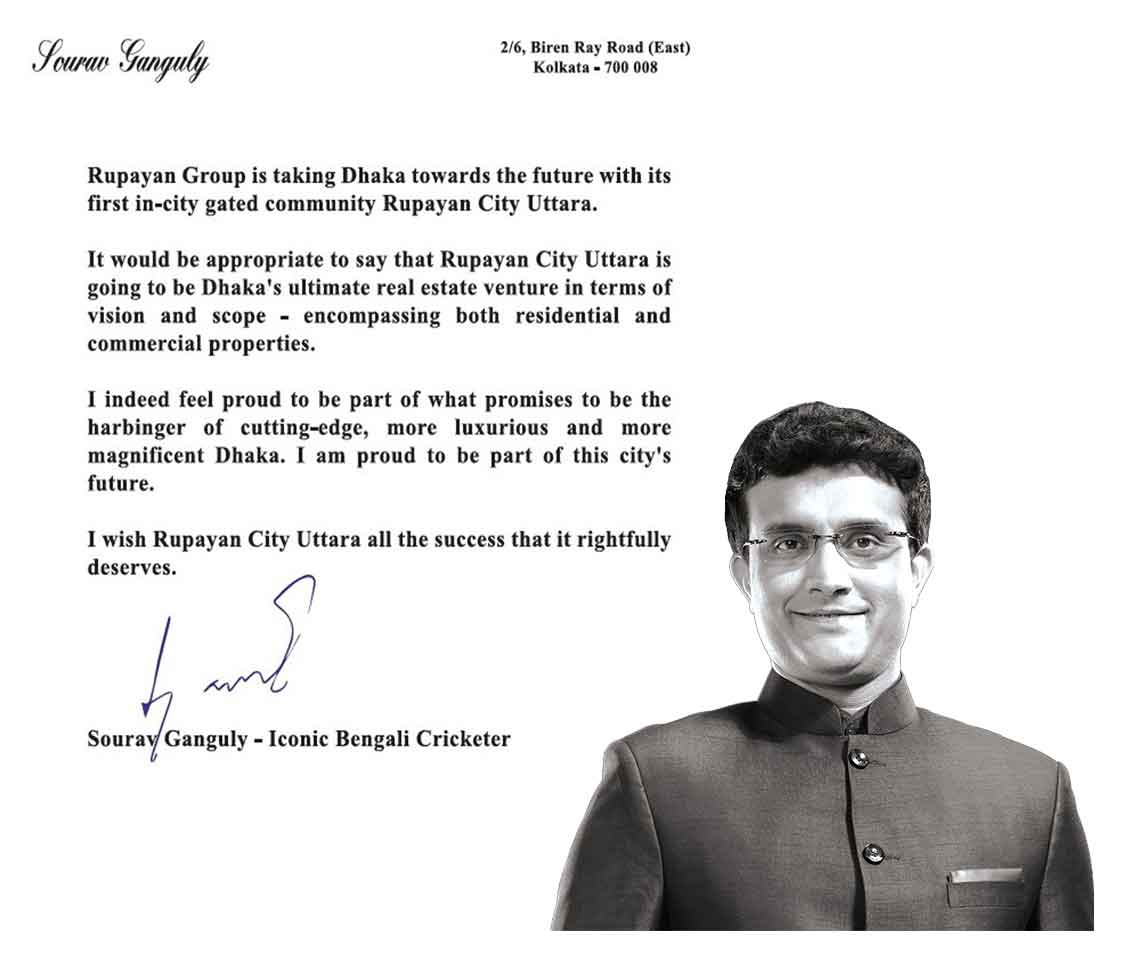 Sourav Ganguly
2/6, Biren Ray Road (East)
Kolkata - 700 008
Rupayan Group is taking Dhaka towards the future with its
first in-city gated community Rupayan City Uttara.
It would be appropriate to say that Rupayan City Uttara is
going to be Dhaka's ultimate real estate venture in terms of
vision and scope - encompassing both residential and
commercial properties.
I indeed feel proud to be part of what promises to be the
harbinger of cutting-edge, more luxurious and more
magnificent Dhaka. I am proud to be part of this city's
future.
I wish Rupayan City Uttara all the success that it rightfully
deserves.
Sourav Ganguly - Iconic Bengali Cricketer